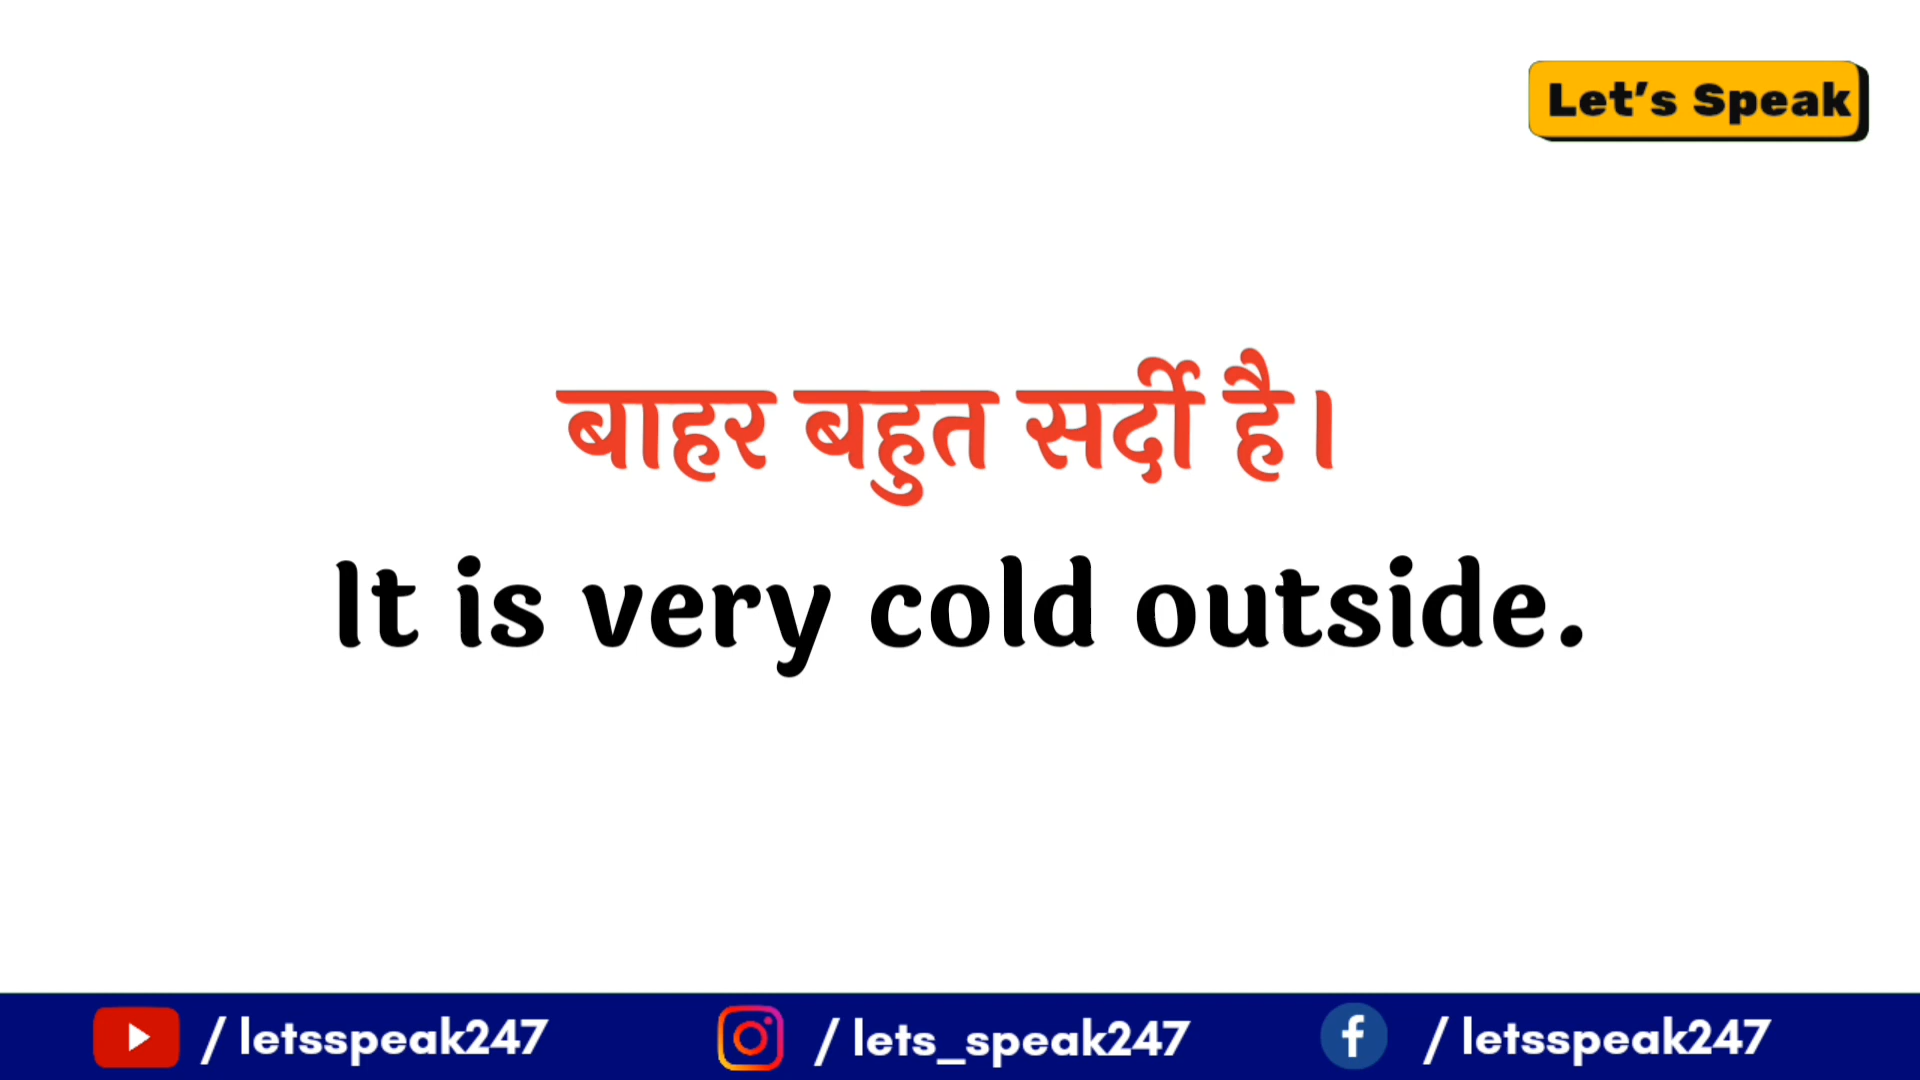 Let's Speak
बाहर बहुत सर्दी है।
It is very cold outside.
/ letsspeak247 / lets_speak247 / letsspeak247